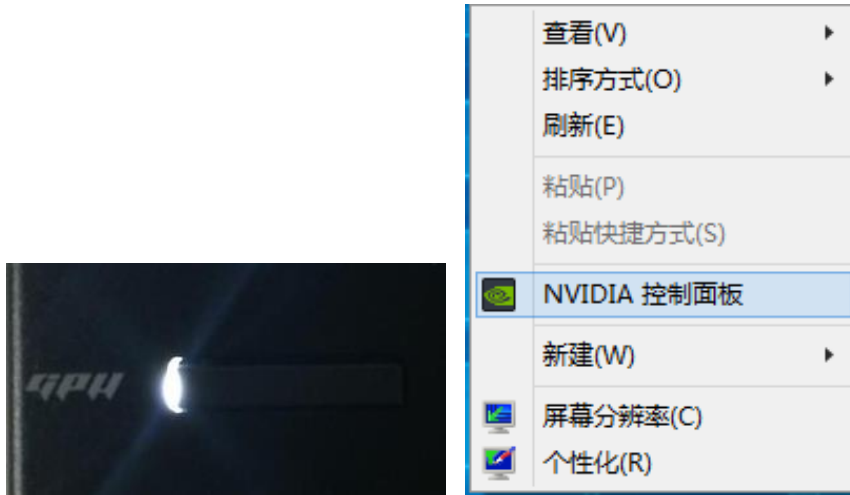 查看(V)
排序方式(O)
刷新(E)
粘贴(P)
粘贴快捷方式(S)
NVIDIA 控制面板
新建(W)
屏幕分辨率(C)
个性化(R)
GPU